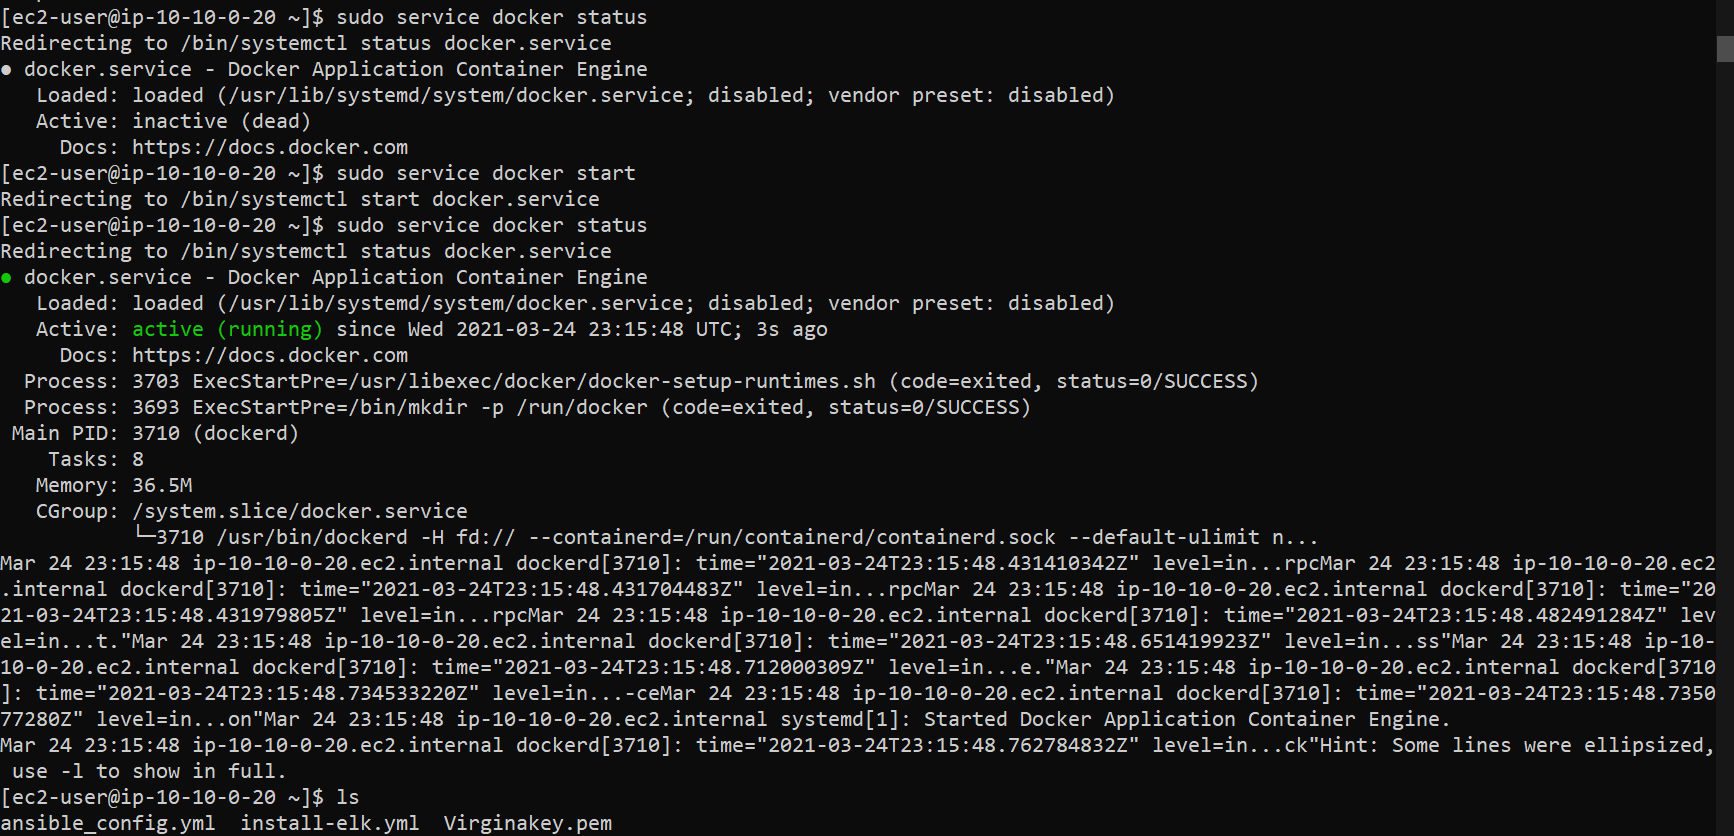 [ec2-user@ip-10-10-0-20 ~]$ sudo service docker status
Redirecting to /bin/systemctl status docker.service
● docker.service - Docker Application Container Engine
   Loaded: loaded (/usr/lib/systemd/system/docker.service; disabled; vendor preset: disabled)
   Active: inactive (dead)
     Docs: https://docs.docker.com
[ec2-user@ip-10-10-0-20 ~]$ sudo service docker start
Redirecting to /bin/systemctl start docker.service
[ec2-user@ip-10-10-0-20 ~]$ sudo service docker status
Redirecting to /bin/systemctl status docker.service
● docker.service - Docker Application Container Engine
   Loaded: loaded (/usr/lib/systemd/system/docker.service; disabled; vendor preset: disabled)
   Active: active (running) since Wed 2021-03-24 23:15:48 UTC; 3s ago
     Docs: https://docs.docker.com
  Process: 3703 ExecStartPre=/usr/libexec/docker/docker-setup-runtimes.sh (code=exited, status=0/SUCCESS)
  Process: 3693 ExecStartPre=/bin/mkdir -p /run/docker (code=exited, status=0/SUCCESS)
 Main PID: 3710 (dockerd)
    Tasks: 8
   Memory: 36.5M
   CGroup: /system.slice/docker.service
           └─3710 /usr/bin/dockerd -H fd:// --containerd=/run/containerd/containerd.sock --default-ulimit n...
Mar 24 23:15:48 ip-10-10-0-20.ec2.internal dockerd[3710]: time="2021-03-24T23:15:48.431410342Z" level=in...rpcMar 24 23:15:48 ip-10-10-0-20.ec2
.internal dockerd[3710]: time="2021-03-24T23:15:48.431704483Z" level=in...rpcMar 24 23:15:48 ip-10-10-0-20.ec2.internal dockerd[3710]: time="20
21-03-24T23:15:48.431979805Z" level=in...rpcMar 24 23:15:48 ip-10-10-0-20.ec2.internal dockerd[3710]: time="2021-03-24T23:15:48.482491284Z" lev
el=in...t."Mar 24 23:15:48 ip-10-10-0-20.ec2.internal dockerd[3710]: time="2021-03-24T23:15:48.651419923Z" level=in...ss"Mar 24 23:15:48 ip-10-
10-0-20.ec2.internal dockerd[3710]: time="2021-03-24T23:15:48.712000309Z" level=in...e."Mar 24 23:15:48 ip-10-10-0-20.ec2.internal dockerd[3710
]: time="2021-03-24T23:15:48.734533220Z" level=in...-ceMar 24 23:15:48 ip-10-10-0-20.ec2.internal dockerd[3710]: time="2021-03-24T23:15:48.7350
77280Z" level=in...on"Mar 24 23:15:48 ip-10-10-0-20.ec2.internal systemd[1]: Started Docker Application Container Engine.
Mar 24 23:15:48 ip-10-10-0-20.ec2.internal dockerd[3710]: time="2021-03-24T23:15:48.762784832Z" level=in...ck"Hint: Some lines were ellipsized,
 use -l to show in full.
[ec2-user@ip-10-10-0-20 ~]$ ls
ansible_config.yml  install-elk.yml  Virginakey.pem